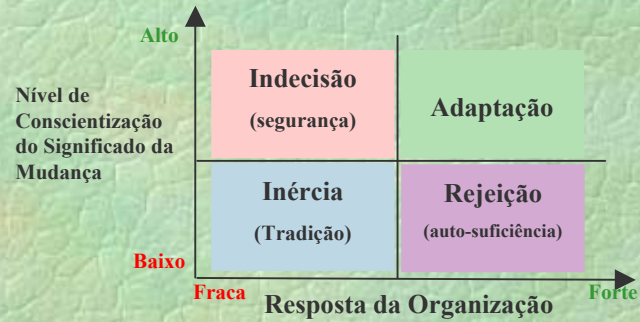 Alto
Nível de
Conscientização
do Significado da
Mudança
Indecisão
(segurança)
Adaptação
Inércia
(Tradição)
Rejeição
(auto-suficiência)
Baixo
Fraca
Resposta da Organização
Forte